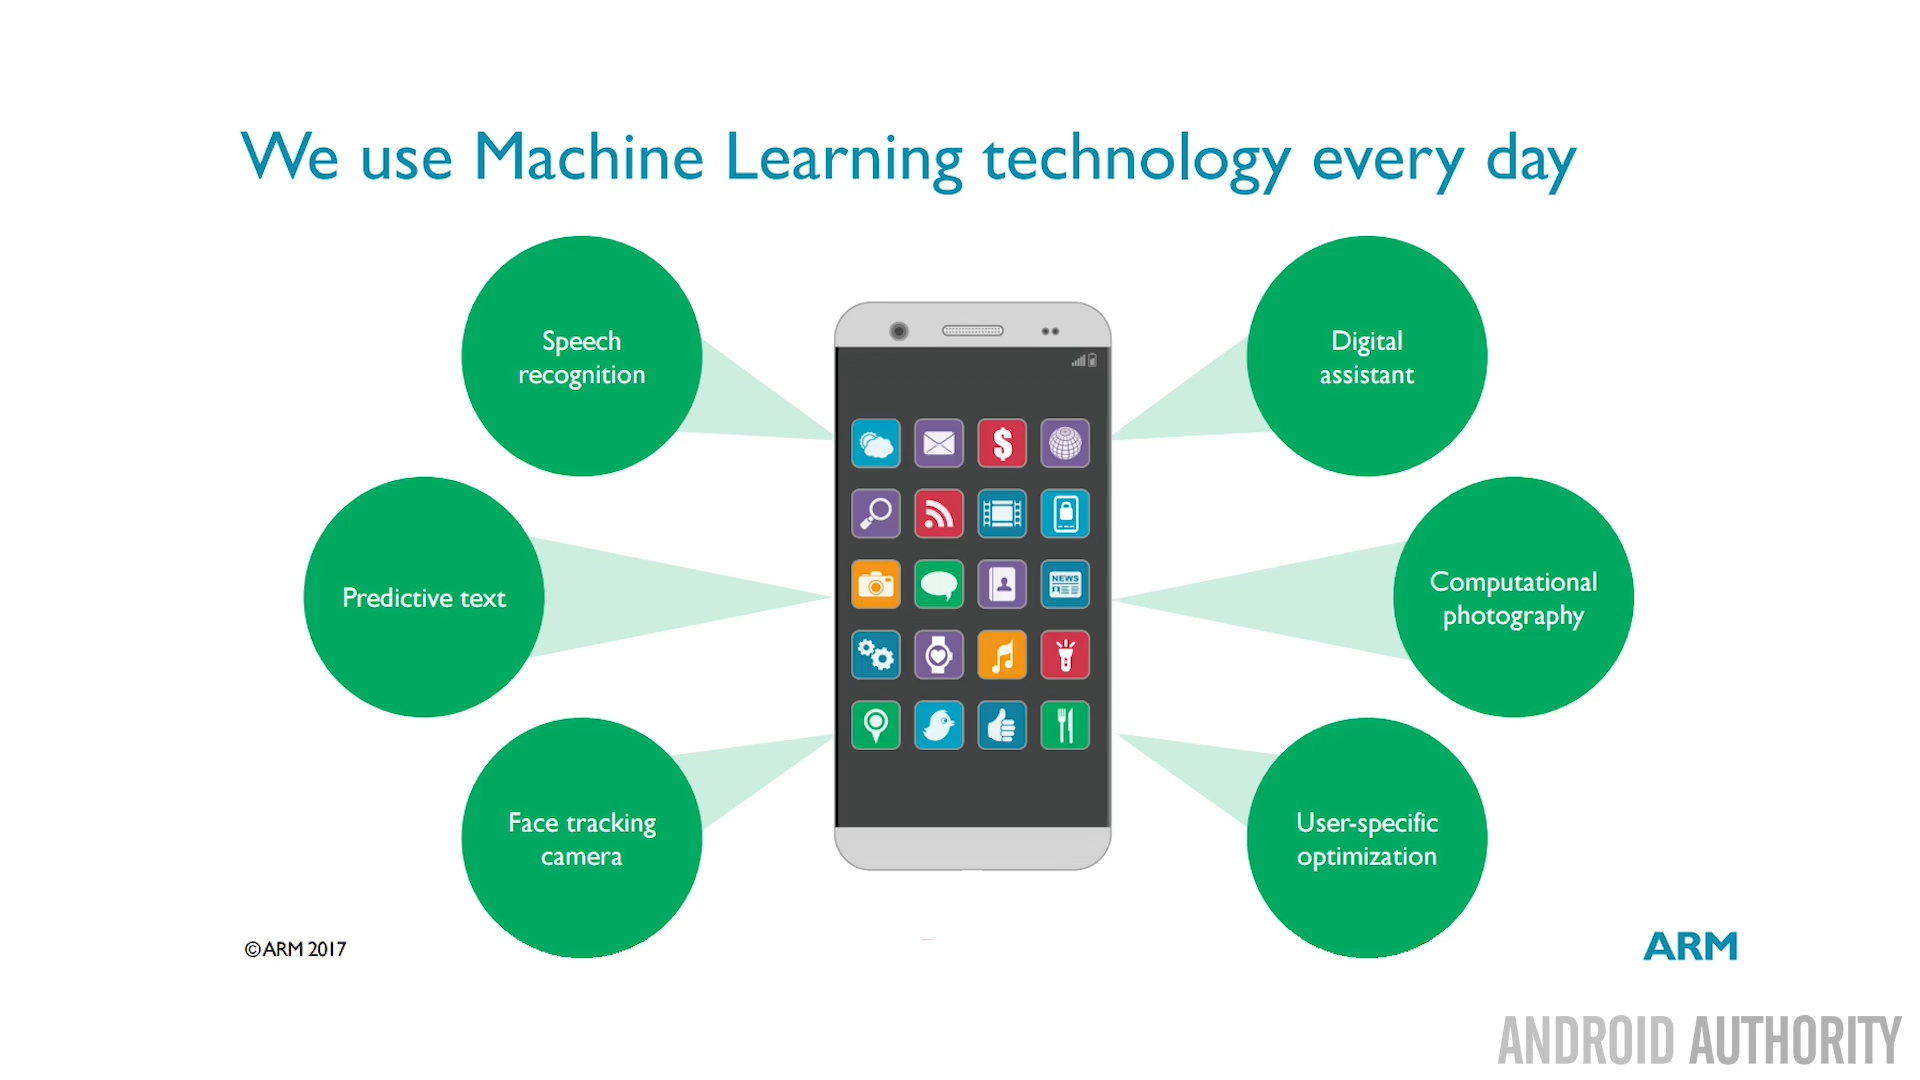 We use Machine Learning technology every day
Speech
recognition
Digital
assistant
$
NEWS
Predictive text
Computational
photography
Face tracking
camera
User-specific
optimization
©ARM 2017
ARM
ANDROID AUTHORITY